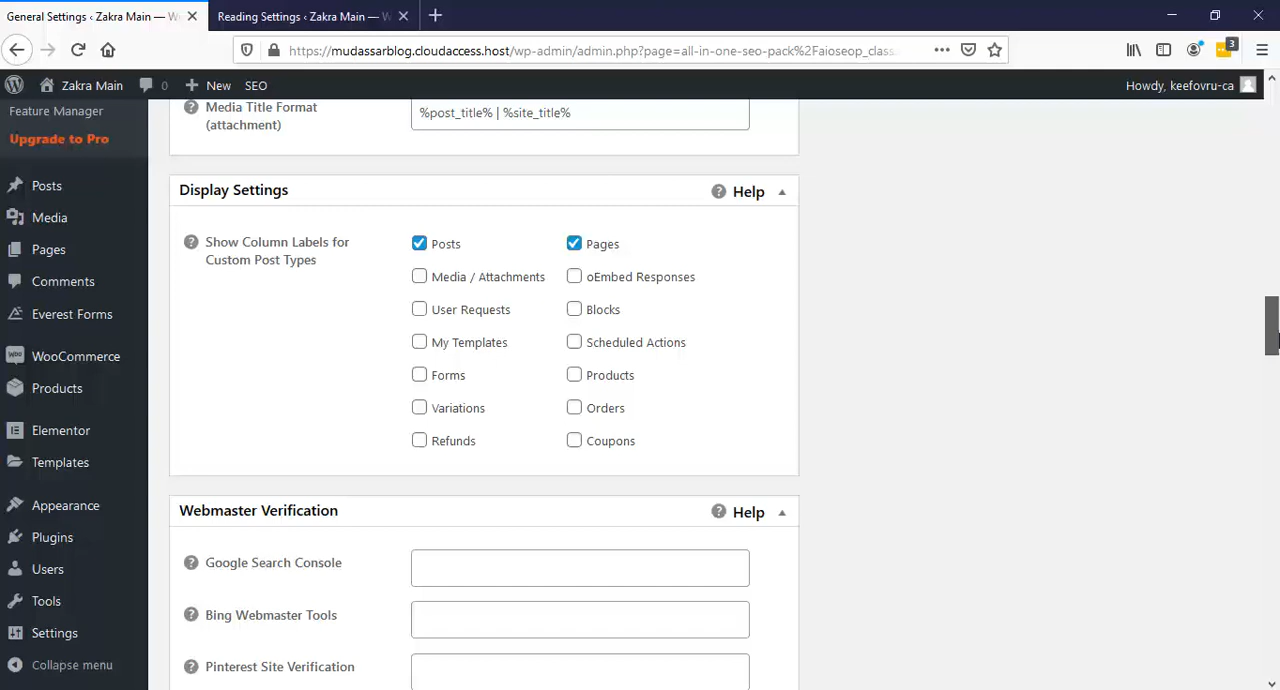 General Settings ‹ Zakra Main — W
Reading Settings ‹ Zakra Main — W
https://mudassarblog.cloudaccess.host/wp-admin/admin.php?page=all-in-one-seo-pack%2Faioseop_class
3
Zakra Main
0
New
SEO
Howdy, keefovru-ca
Feature Manager
Upgrade to Pro
Posts
Media
Pages
Comments
Everest Forms
WooCommerce
Products
Elementor
Templates
Appearance
Plugins
Users
Tools
Settings
Collapse menu
Media Title Format
(attachment)
%post_title% | %site_title%
Display Settings
Help
Show Column Labels for
Custom Post Types
Posts
Pages
Media / Attachments
oEmbed Responses
User Requests
Blocks
My Templates
Scheduled Actions
Forms
Products
Variations
Orders
Refunds
Coupons
Webmaster Verification
Help
Google Search Console
Bing Webmaster Tools
Pinterest Site Verification